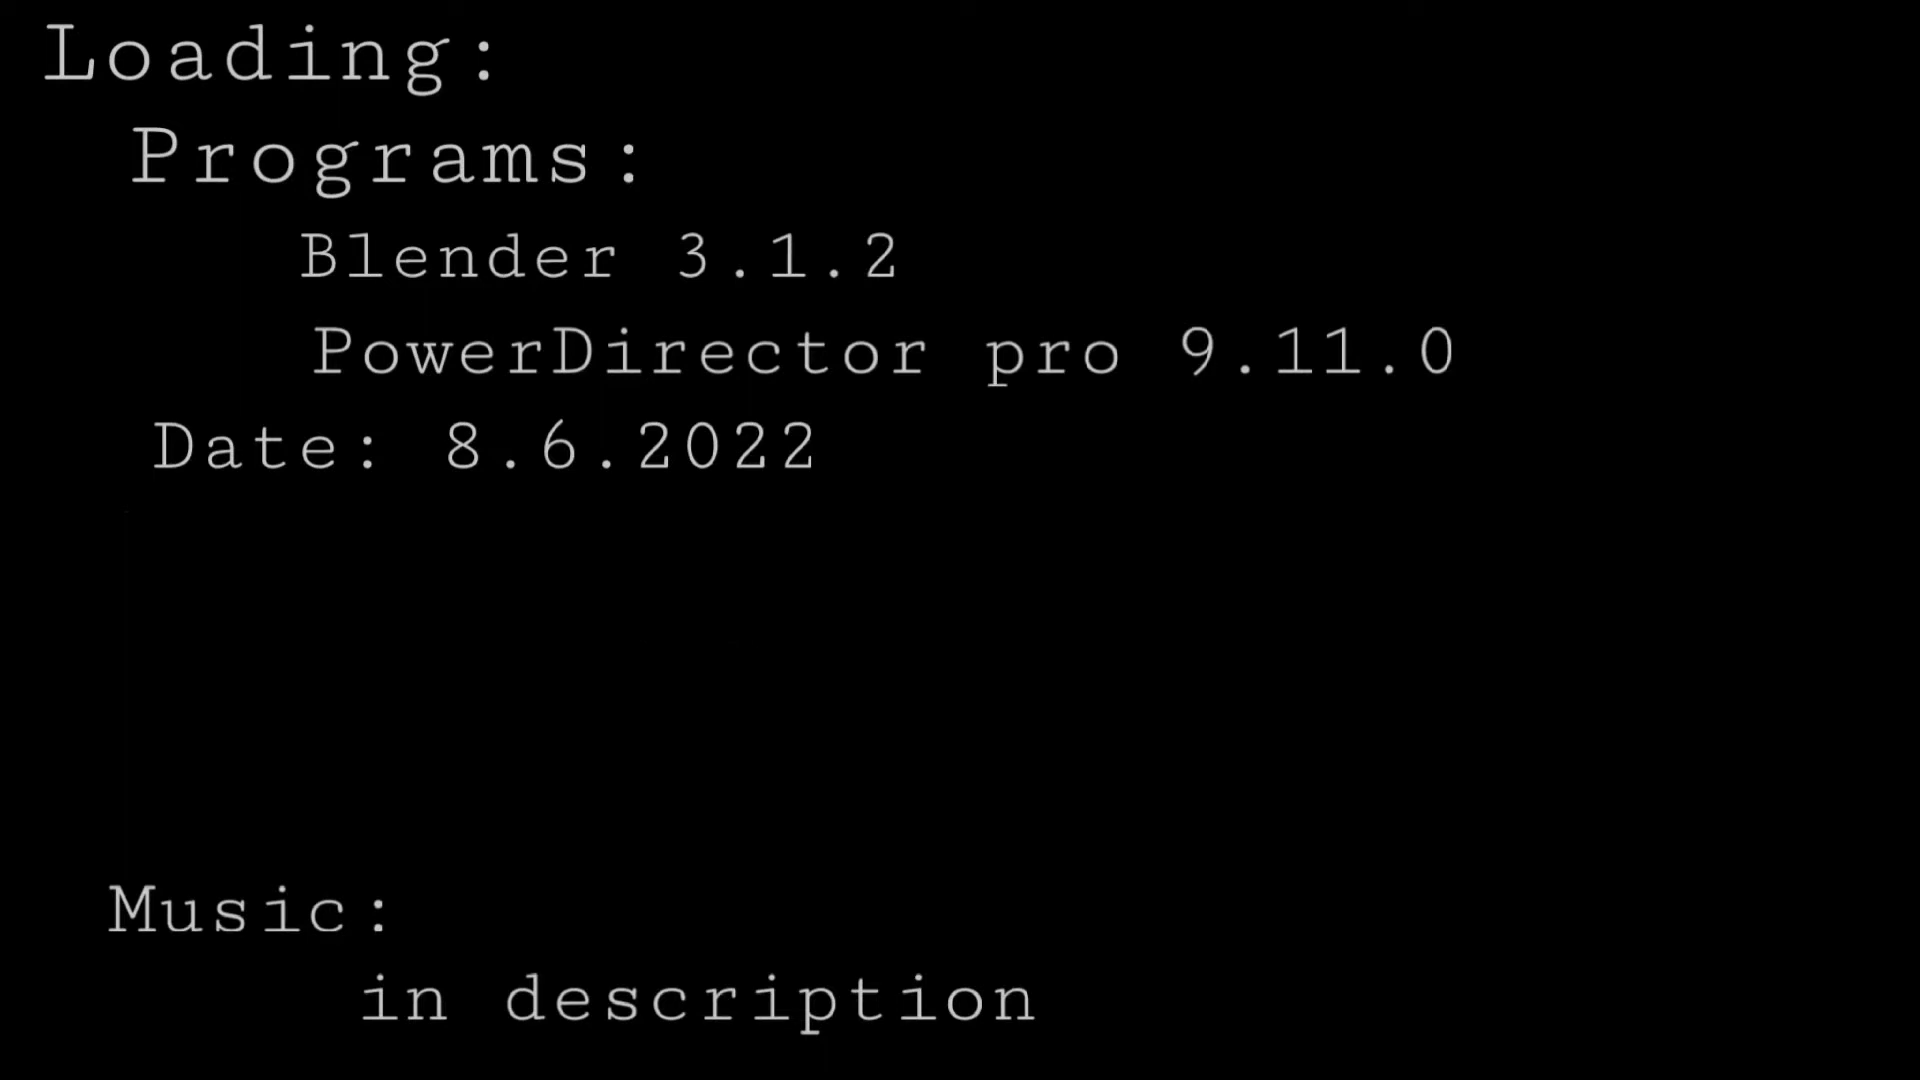 Loading:
Programs:
Blender 3.1.2
PowerDirector pro 9.11.0
Date: 8.6.2022
Music:
in description